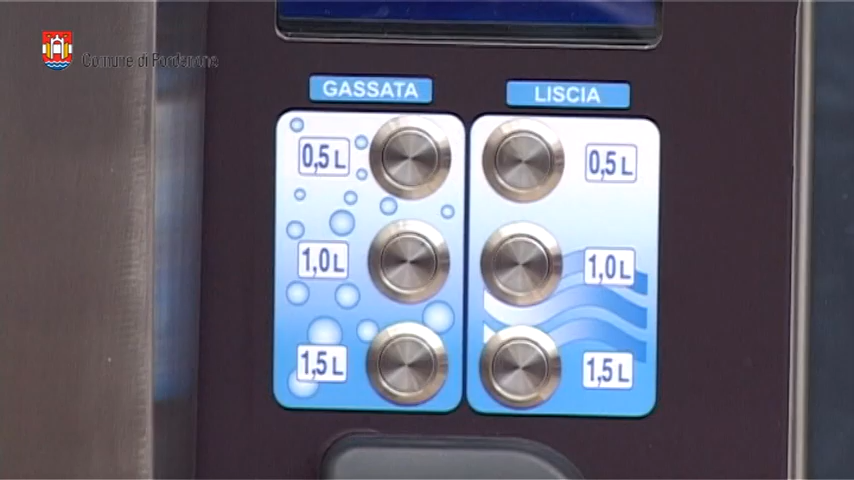 Comune di Pordenone
GASSATA
LISCIA
0,5 L
0,5 L
1,0 L
1,0 L
1,5 L
1,5 L